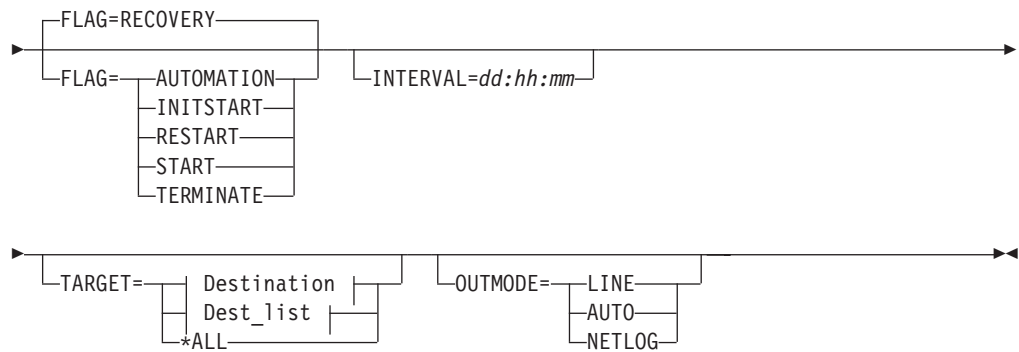 FLAG=RECOVERY
FLAG= AUTOMATION INTERVAL=dd:hh:mm
INITSTART
RESTART
START
TERMINATE
TARGET= Destination OUTMODE= LINE
Dest_list AUTO
*ALL NETLOG